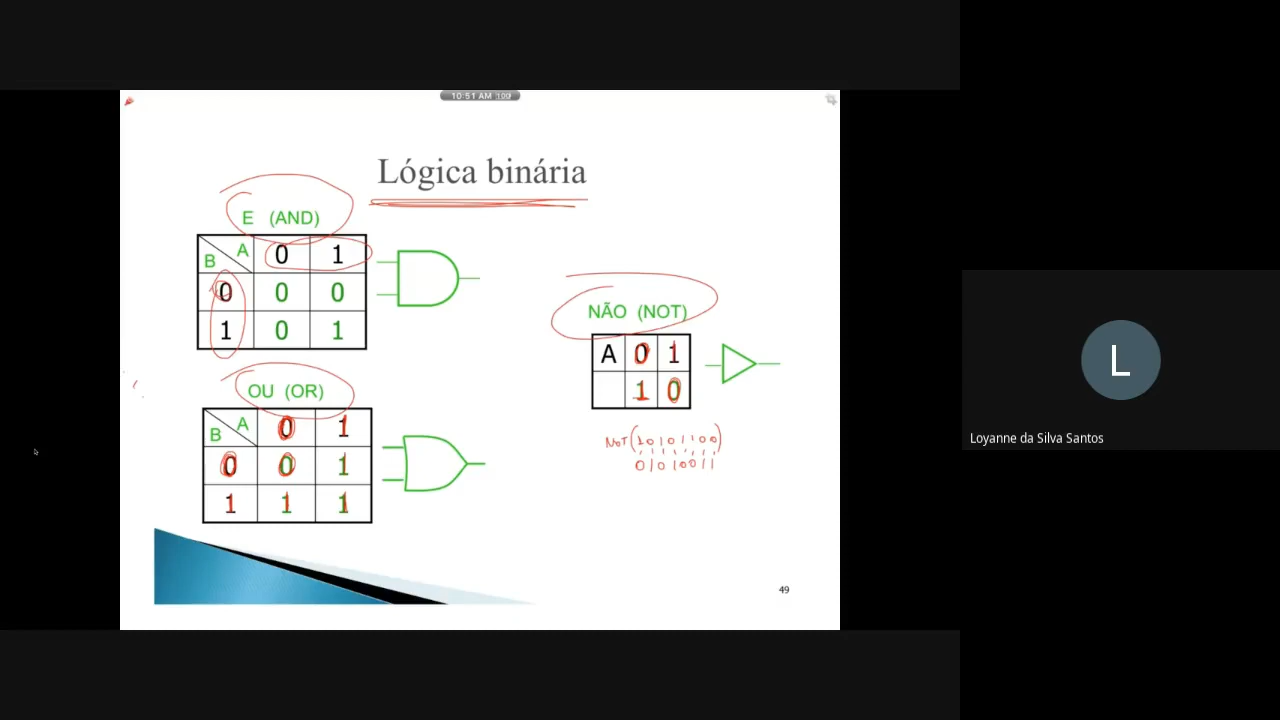 10:51 AM 100
Lógica binária
E (AND)
B A 0 1
0 0 0
1 0 1
OU (OR)
B A 0 1
0 0 1
1 1 1
NÃO (NOT)
A 0 1
1 0
NOT(10101100)
01010011
49
L
Loyanne da Silva Santos